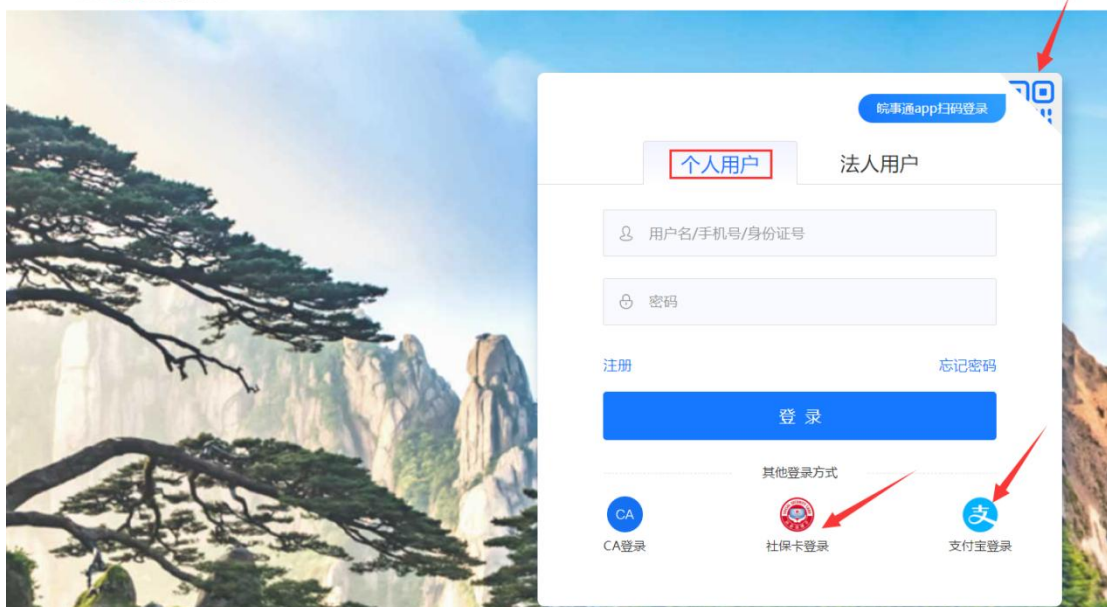 皖事通app扫码登录
个人用户 法人用户
用户名/手机号/身份证号
密码
注册 忘记密码
登 录
其他登录方式
CA
支
CA登录 社保卡登录 支付宝登录